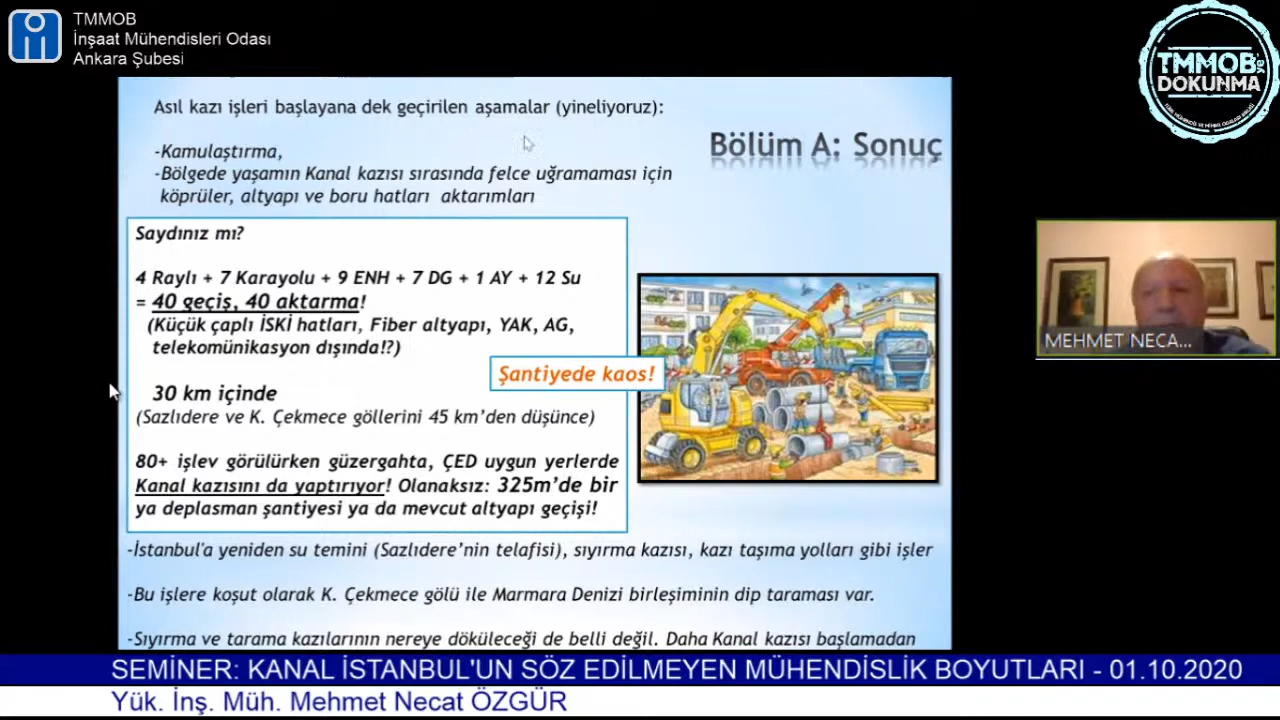 TMMOB
İnşaat Mühendisleri Odası
Ankara Şubesi
TMMOB
DOKUNMA
Asıl kazı işleri başlayana dek geçirilen aşamalar (yineliyoruz):
Bölüm A: Sonuç
-Kamulaştırma,
-Bölgede yaşamın Kanal kazısı sırasında felce uğramaması için
köprüler, altyapı ve boru hatları aktarımları
Saydınız mı?
4 Raylı + 7 Karayolu + 9 ENH + 7 DG + 1 AY + 12 Su
= 40 geçiş, 40 aktarma!
(Küçük çaplı İSKİ hatları, Fiber altyapı, YAK, AG,
telekomünikasyon dışında!?)
Şantiyede kaos!
30 km içinde
(Sazlıdere ve K. Çekmece göllerini 45 km’den düşünce)
80+ işlev görülürken güzergahta, ÇED uygun yerlerde
Kanal kazısını da yaptırıyor! Olanaksız: 325m’de bir
ya deplasman şantiyesi ya da mevcut altyapı geçişi!
-İstanbul'a yeniden su temini (Sazlıdere’nin telafisi), sıyırma kazısı, kazı taşıma yolları gibi işler
-Bu işlere koşut olarak K. Çekmece gölü ile Marmara Denizi birleşiminin dip taraması var.
-Sıyırma ve tarama kazılarının nereye döküleceği de belli değil. Daha Kanal kazısı başlamadan
MEHMET NECA...
SEMİNER: KANAL İSTANBUL'UN SÖZ EDİLMEYEN MÜHENDİSLİK BOYUTLARI - 01.10.2020
Yük. İnş. Müh. Mehmet Necat ÖZGÜR